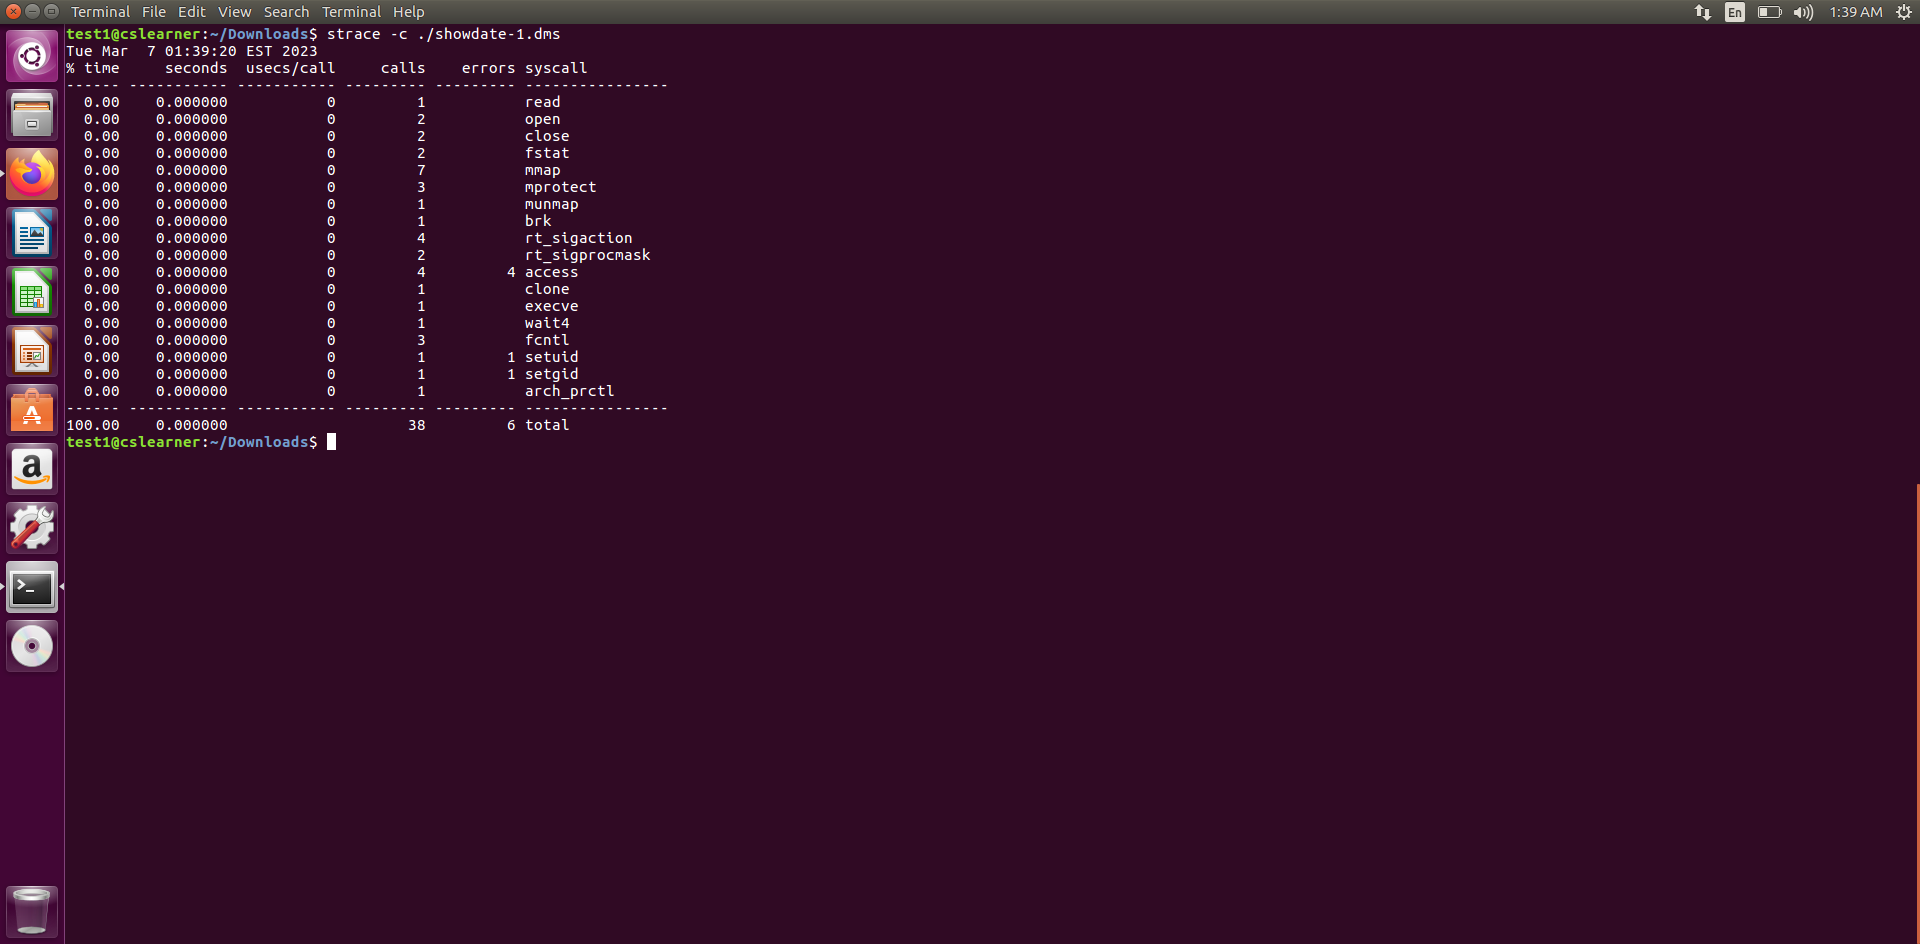 Terminal File Edit View Search Terminal Help En 1:39 AM
test1@cslearner:~/Downloads$ strace -c ./showdate-1.dms
Tue Mar  7 01:39:20 EST 2023
% time     seconds  usecs/call     calls    errors syscall
------ ----------- ----------- --------- --------- ----------------
  0.00    0.000000           0         1           read
  0.00    0.000000           0         2           open
  0.00    0.000000           0         2           close
  0.00    0.000000           0         2           fstat
  0.00    0.000000           0         7           mmap
  0.00    0.000000           0         3           mprotect
  0.00    0.000000           0         1           munmap
  0.00    0.000000           0         1           brk
  0.00    0.000000           0         4           rt_sigaction
  0.00    0.000000           0         2           rt_sigprocmask
  0.00    0.000000           0         4         4 access
  0.00    0.000000           0         1           clone
  0.00    0.000000           0         1           execve
  0.00    0.000000           0         1           wait4
  0.00    0.000000           0         3           fcntl
  0.00    0.000000           0         1         1 setuid
  0.00    0.000000           0         1         1 setgid
  0.00    0.000000           0         1           arch_prctl
------ ----------- ----------- --------- --------- ----------------
100.00    0.000000                    38         6 total
test1@cslearner:~/Downloads$